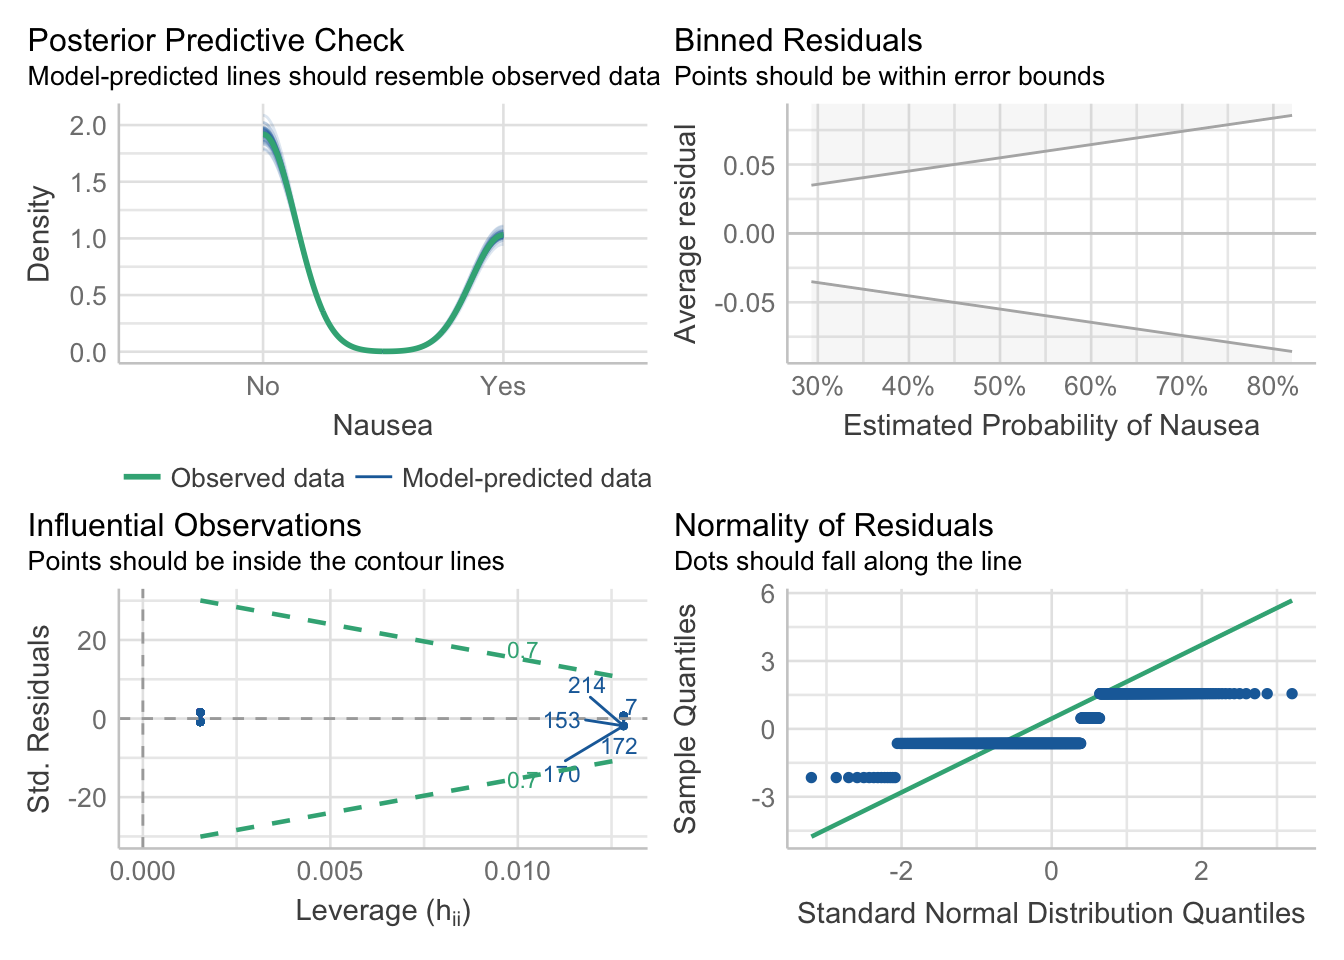 Posterior Predictive Check
Model-predicted lines should resemble observed data
2.0
1.5
1.0
0.5
0.0
Density
No
Yes
Nausea
Observed data
Model-predicted data
Binned Residuals
Points should be within error bounds
0.05
0.00
-0.05
Average residual
30%
40%
50%
60%
70%
80%
Estimated Probability of Nausea
Influential Observations
Points should be inside the contour lines
20
0
-20
Std. Residuals
0.7
214
7
153
172
0.7
170
0.000
0.005
0.010
Leverage (hii)
Normality of Residuals
Dots should fall along the line
6
3
0
-3
Sample Quantiles
-2
0
2
Standard Normal Distribution Quantiles